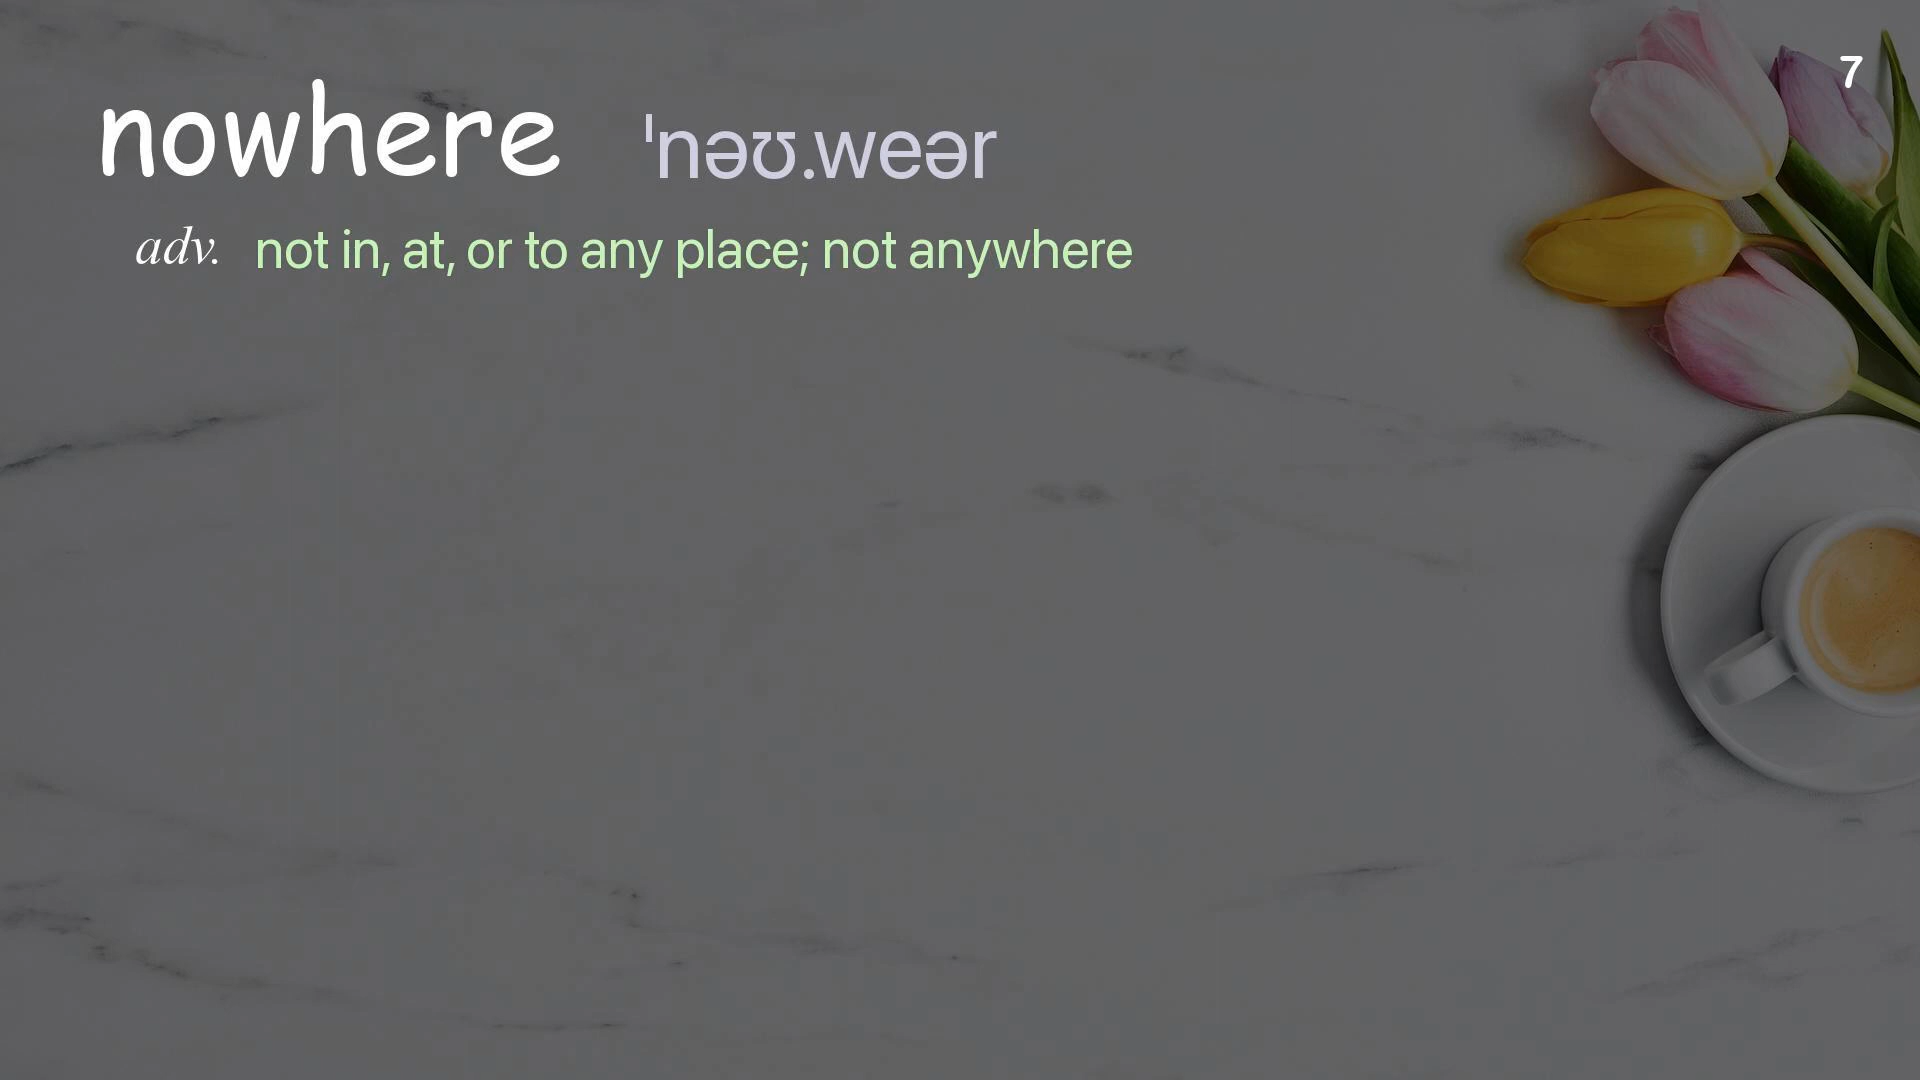 7
nowhere ˈnəʊ.weər
adv. not in, at, or to any place; not anywhere